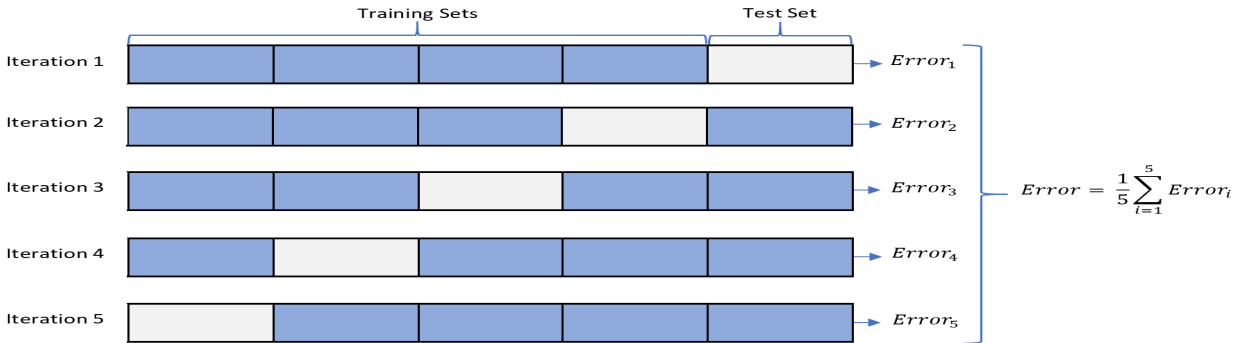 Training Sets
Test Set
Iteration 1
Error₁
Iteration 2
Error₂
Iteration 3
Error₃
Iteration 4
Error₄
Iteration 5
Error₅
Error = 1/5 ∑_{i=1}^{5} Errorᵢ